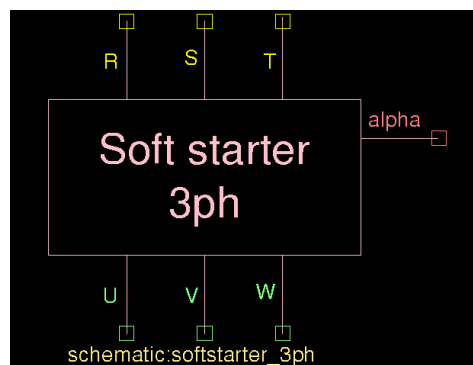 R S T
alpha
Soft starter
3ph
U V W
schematic:softstarter_3ph